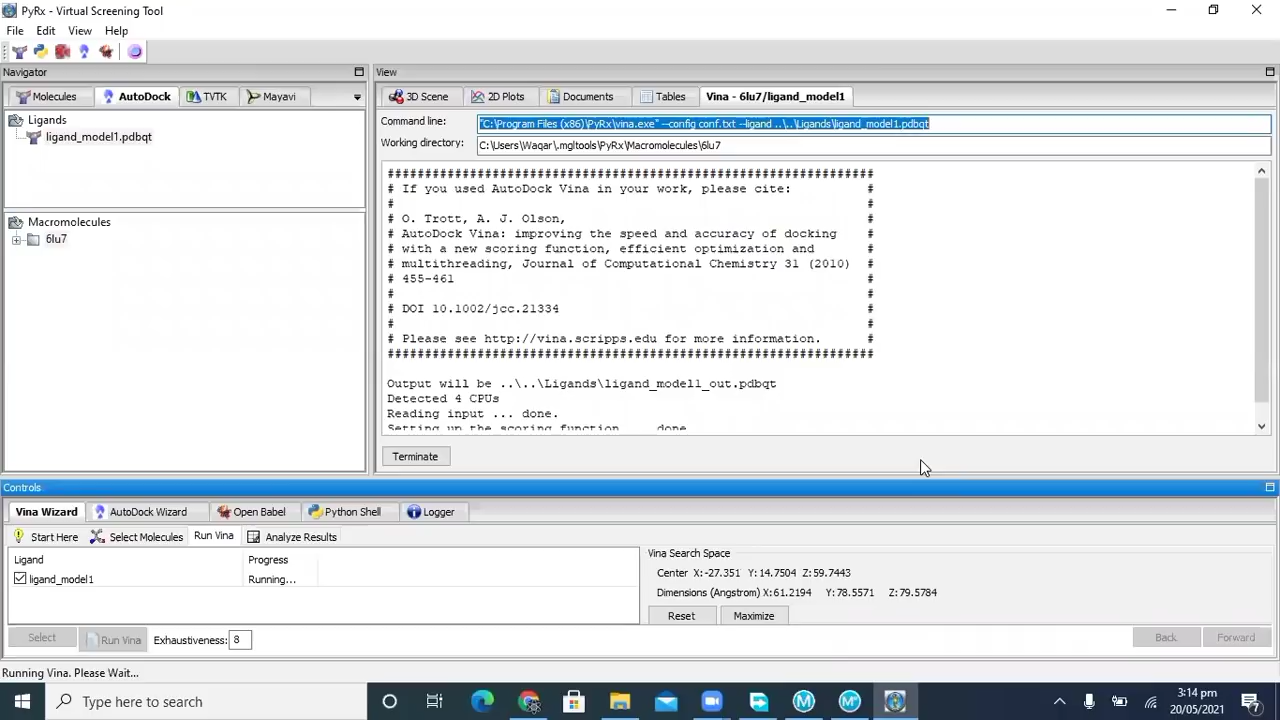 PyRx - Virtual Screening Tool
File Edit View Help
Navigator
View
Molecules AutoDock TVTK Mayavi
3D Scene 2D Plots Documents Tables Vina - 6lu7/ligand_model1
Ligands
ligand_model1.pdbqt
Macromolecules
6lu7
Command line: "C:\Program Files (x86)\PyRx\vina.exe" --config conf.txt --ligand ..\..\Ligands\ligand_model1.pdbqt
Working directory: C:\Users\Waqar\.mgltools\PyRx\Macromolecules\6lu7
#################################################################
# If you used AutoDock Vina in your work, please cite: #
# #
# O. Trott, A. J. Olson, #
# AutoDock Vina: improving the speed and accuracy of docking #
# with a new scoring function, efficient optimization and #
# multithreading, Journal of Computational Chemistry 31 (2010) #
# 455-461 #
# #
# DOI 10.1002/jcc.21334 #
# #
# Please see http://vina.scripps.edu for more information. #
#################################################################
Output will be ..\..\Ligands\ligand_model1_out.pdbqt
Detected 4 CPUs
Reading input ... done.
Setting up the scoring function ... done.
Terminate
Controls
Vina Wizard AutoDock Wizard Open Babel Python Shell Logger
Start Here Select Molecules Run Vina Analyze Results
Ligand Progress
ligand_model1 Running...
Vina Search Space
Center X:-27.351 Y:14.7504 Z:59.7443
Dimensions (Angstrom) X:61.2194 Y:78.5571 Z:79.5784
Reset Maximize
Select Run Vina Exhaustiveness: 8 Back Forward
Running Vina. Please Wait...
Type here to search
3:14 pm
20/05/2021
7